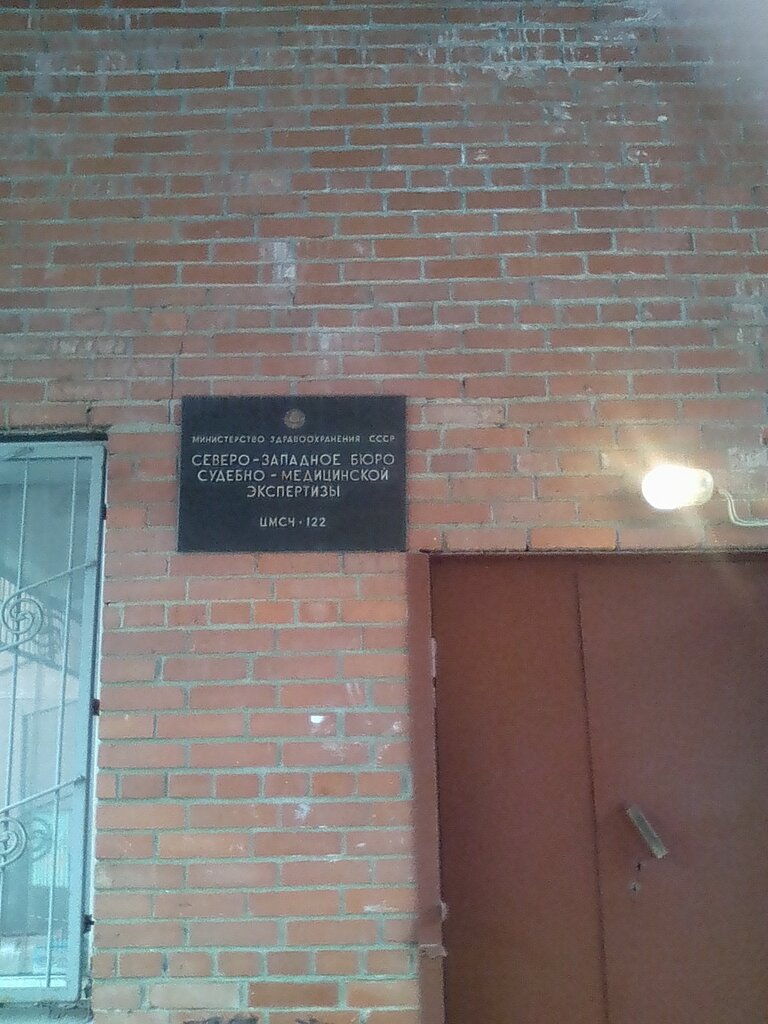 МИНИСТЕРСТВО ЗДРАВООХРАНЕНИЯ СССР
СЕВЕРО-ЗАПАДНОЕ БЮРО
СУДЕБНО - МЕДИЦИНСКОЙ
ЭКСПЕРТИЗЫ
ЦМСЧ · 122